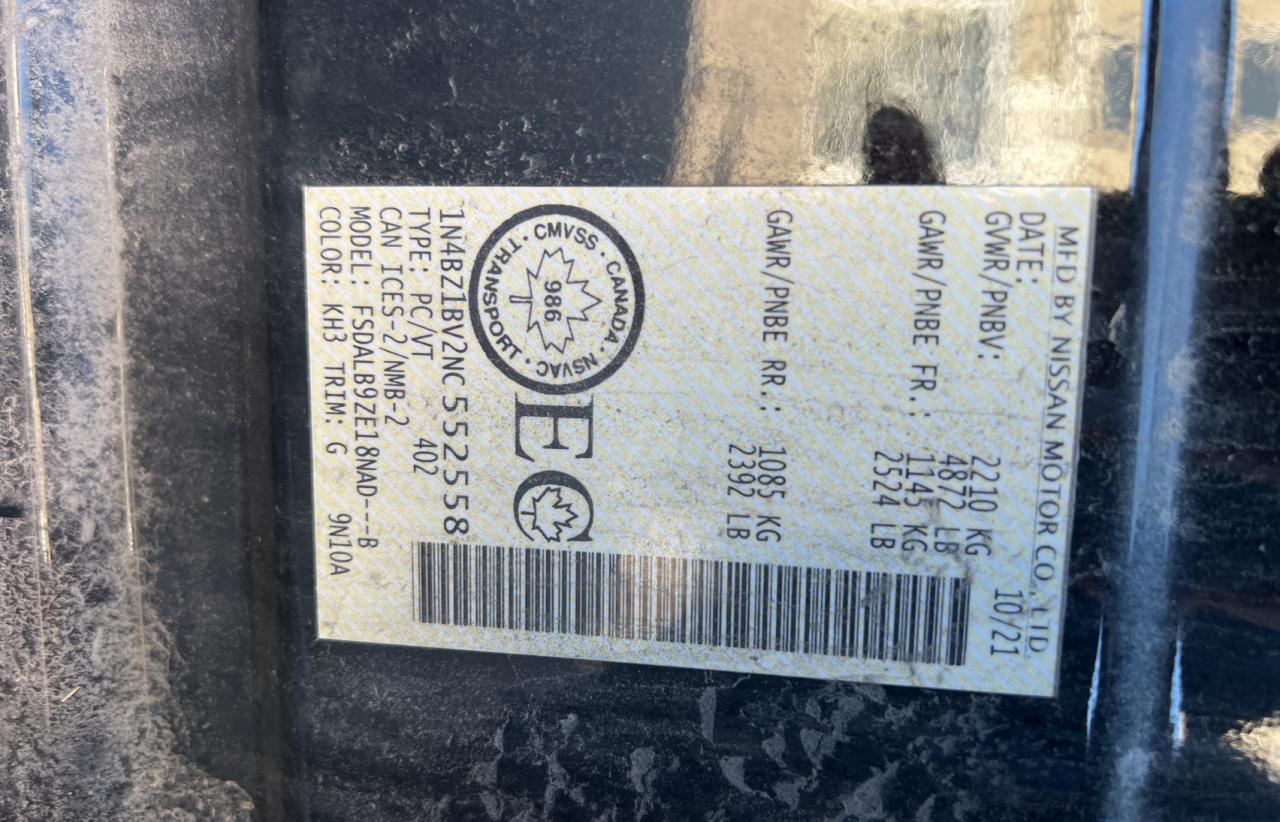 MFD BY NISSAN MOTOR CO., LTD.
DATE: 10/21
GVWR/PNBV: 2210 KG
4872 LB
GAWR/PNBE FR.: 1145 KG
2524 LB
GAWR/PNBE RR.: 1085 KG
2392 LB
CMVSS · CANADA · NSVAC · TRANSPORT ·
986
EC
T
1N4BZ1BV2NC552558
TYPE: PC/VT 402
CAN ICES-2/NMB-2
MODEL: FSDALB9ZE18NAD---B
COLOR: KH3 TRIM: G 9N10A